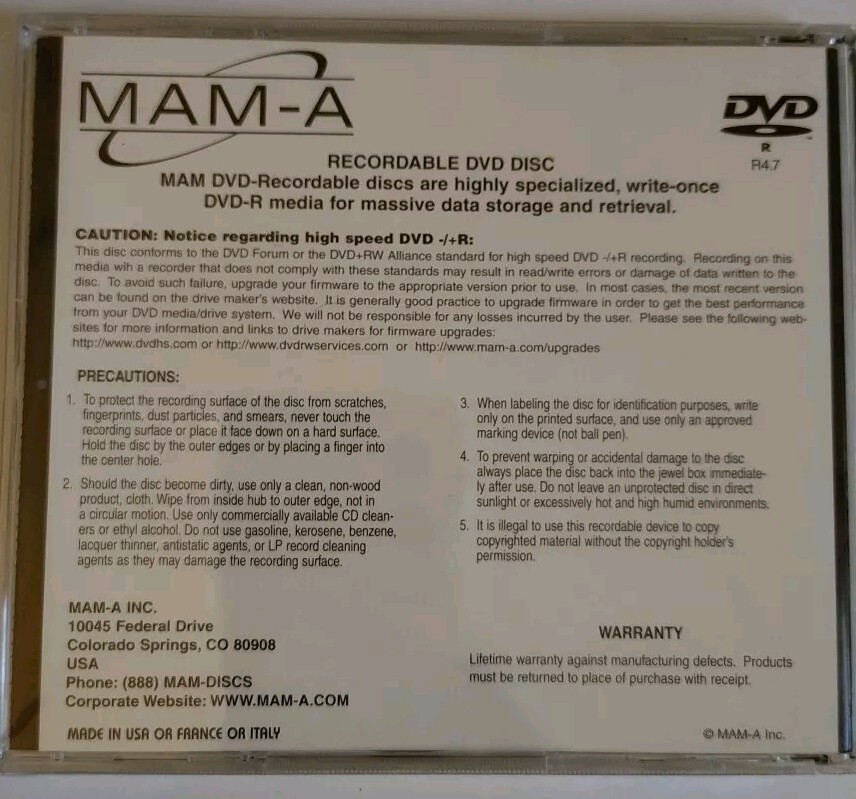 MAM-A
DVD
R
R4.7
RECORDABLE DVD DISC
MAM DVD-Recordable discs are highly specialized, write-once
DVD-R media for massive data storage and retrieval.
CAUTION: Notice regarding high speed DVD -/+R:
This disc conforms to the DVD Forum or the DVD+RW Alliance standard for high speed DVD -/+R recording. Recording on this
media wih a recorder that does not comply with these standards may result in read/write errors or damage of data written to the
disc. To avoid such failure, upgrade your firmware to the appropriate version prior to use. In most cases, the most recent version
can be found on the drive maker's website. It is generally good practice to upgrade firmware in order to get the best performance
from your DVD media/drive system. We will not be responsible for any losses incurred by the user. Please see the following web-
sites for more information and links to drive makers for firmware upgrades:
http://www.dvdhs.com or http://www.dvdrwservices.com or http://www.mam-a.com/upgrades
PRECAUTIONS:
1. To protect the recording surface of the disc from scratches,
fingerprints, dust particles, and smears, never touch the
recording surface or place it face down on a hard surface.
Hold the disc by the outer edges or by placing a finger into
the center hole.
2. Should the disc become dirty, use only a clean, non-wood
product, cloth. Wipe from inside hub to outer edge, not in
a circular motion. Use only commercially available CD clean-
ers or ethyl alcohol. Do not use gasoline, kerosene, benzene,
lacquer thinner, antistatic agents, or LP record cleaning
agents as they may damage the recording surface.
3. When labeling the disc for identification purposes, write
only on the printed surface, and use only an approved
marking device (not ball pen).
4. To prevent warping or accidental damage to the disc
always place the disc back into the jewel box immediate-
ly after use. Do not leave an unprotected disc in direct
sunlight or excessively hot and high humid environments.
5. It is illegal to use this recordable device to copy
copyrighted material without the copyright holder's
permission.
MAM-A INC.
10045 Federal Drive
Colorado Springs, CO 80908
USA
Phone: (888) MAM-DISCS
Corporate Website: WWW.MAM-A.COM
MADE IN USA OR FRANCE OR ITALY
WARRANTY
Lifetime warranty against manufacturing defects. Products
must be returned to place of purchase with receipt.
© MAM-A Inc.